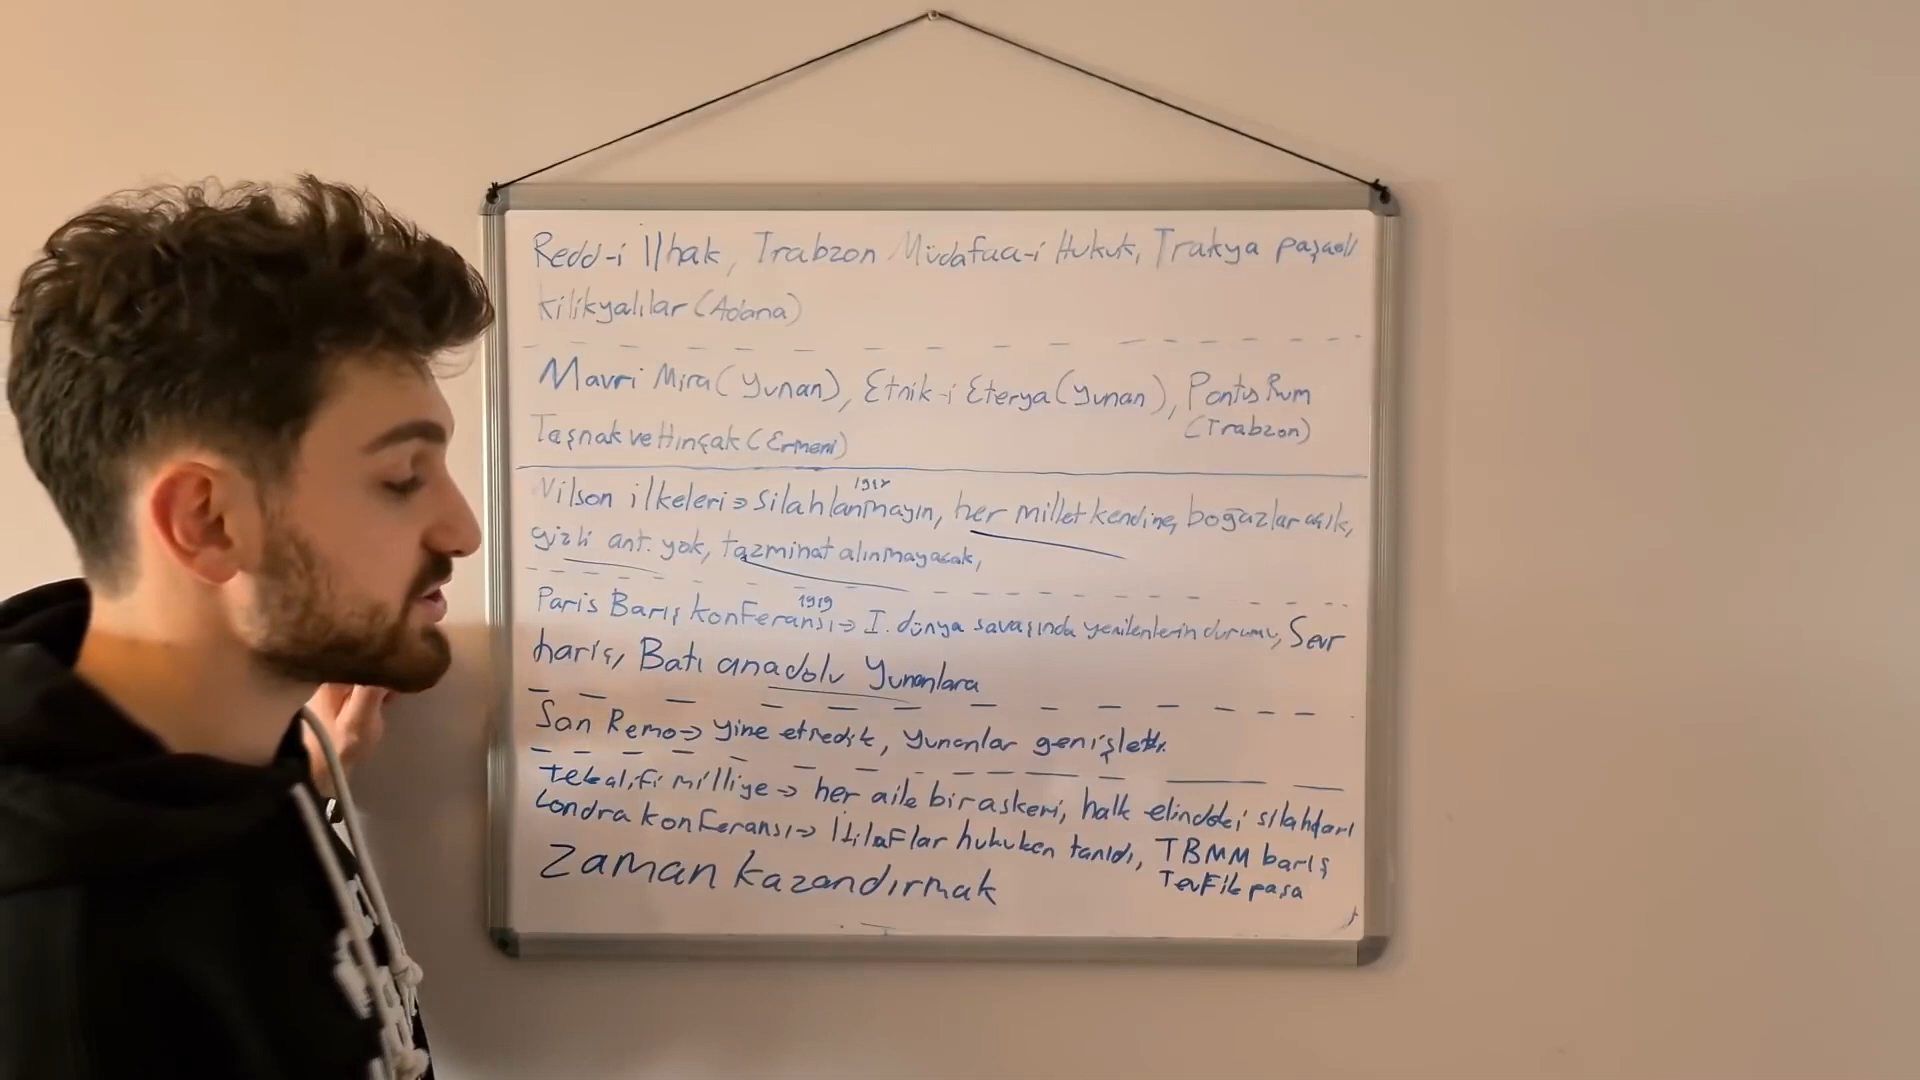 Redd-i İlhak, Trabzon Müdafaa-i Hukuk, Trakya paşaeli
Kilikyalılar (Adana)
Mavri Mira (Yunan), Etnik-i Eterya (Yunan), Pontus Rum
(Trabzon)
Taşnak ve Hınçak (Ermeni)
Wilson ilkeleri → silahlanmayın, her millet kendine, boğazlar açık,
1918
gizli ant. yok, tazminat alınmayacak,
Paris Barış konferansı → I. dünya savaşında yenilenlerin durumu, Sevr
1919
hariç, Batı anadolu Yunanlara
San Remo → yine etmedik, yunanlar genişletti.
Tekalifi milliye → her aile bir askeri, halk elindeki silahları
Londra konferansı → İtilaflar hukuken tanıdı, TBMM barış
Tevfik paşa
Zaman kazandırmak